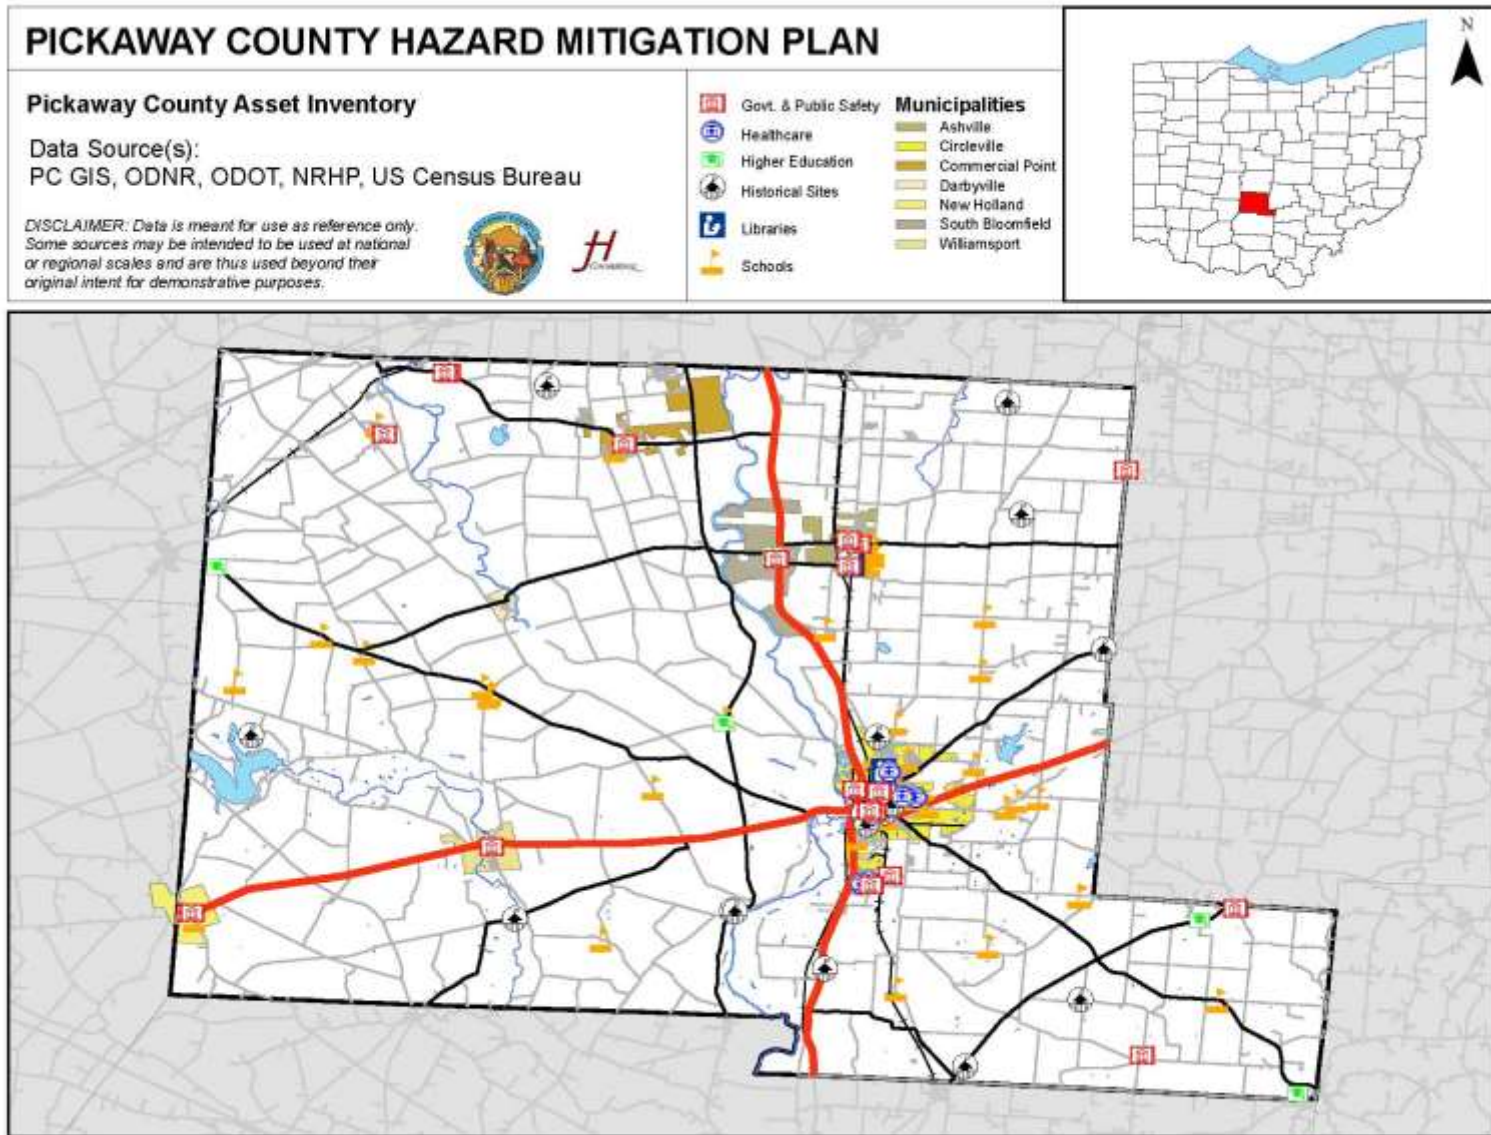 PICKAWAY COUNTY HAZARD MITIGATION PLAN
Pickaway County Asset Inventory
Data Source(s):
PC GIS, ODNR, ODOT, NRHP, US Census Bureau
DISCLAIMER: Data is meant for use as reference only.
Some sources may be intended to be used at national
or regional scales and are thus used beyond their
original intent for demonstrative purposes.
JH
Govt. & Public Safety
Healthcare
Higher Education
Historical Sites
Libraries
Schools
Municipalities
Ashville
Circleville
Commercial Point
Darbyville
New Holland
South Bloomfield
Williamsport
N